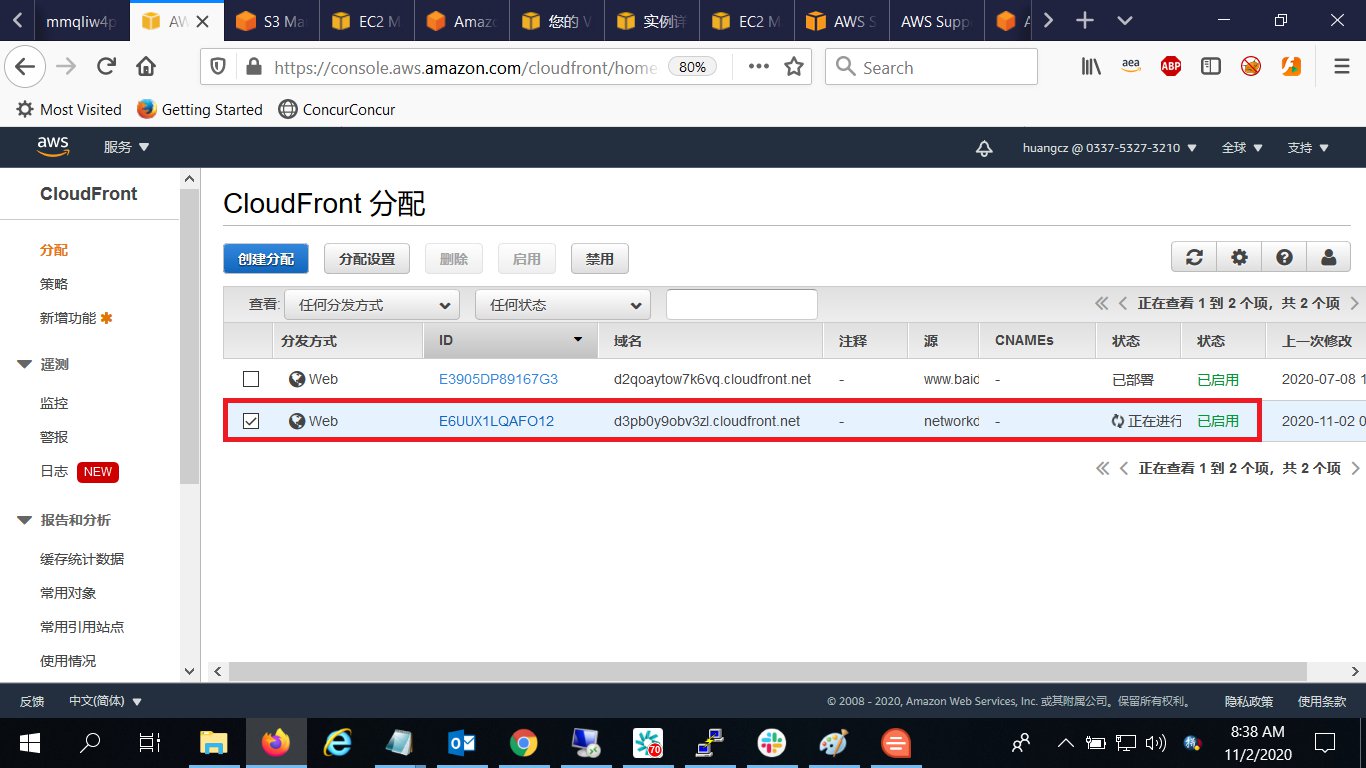 mmqliw4p
AW
S3 Ma
EC2 M
Amaz
您的 V
实例详
EC2 M
AWS S
AWS Supp
https://console.aws.amazon.com/cloudfront/home
80%
Search
aea
ABP
Most Visited
Getting Started
ConcurConcur
aws
服务
huangcz @ 0337-5327-3210
全球
支持
CloudFront
分配
策略
新增功能
遥测
监控
警报
日志 NEW
报告和分析
缓存统计数据
常用对象
常用引用站点
使用情况
CloudFront 分配
创建分配 分配设置 删除 启用 禁用
查看: 任何分发方式 任何状态 正在查看 1 到 2 个项，共 2 个项
分发方式 ID 域名 注释 源 CNAMEs 状态 状态 上一次修改
Web E3905DP89167G3 d2qoaytow7k6vq.cloudfront.net - www.baid - 已部署 已启用 2020-07-08 1
Web E6UUX1LQAFO12 d3pb0y9obv3zl.cloudfront.net - networkd - 正在进行 已启用 2020-11-02 0
正在查看 1 到 2 个项，共 2 个项
反馈 中文(简体) © 2008 - 2020, Amazon Web Services, Inc. 或其附属公司。保留所有权利。 隐私政策 使用条款
70
8:38 AM
11/2/2020